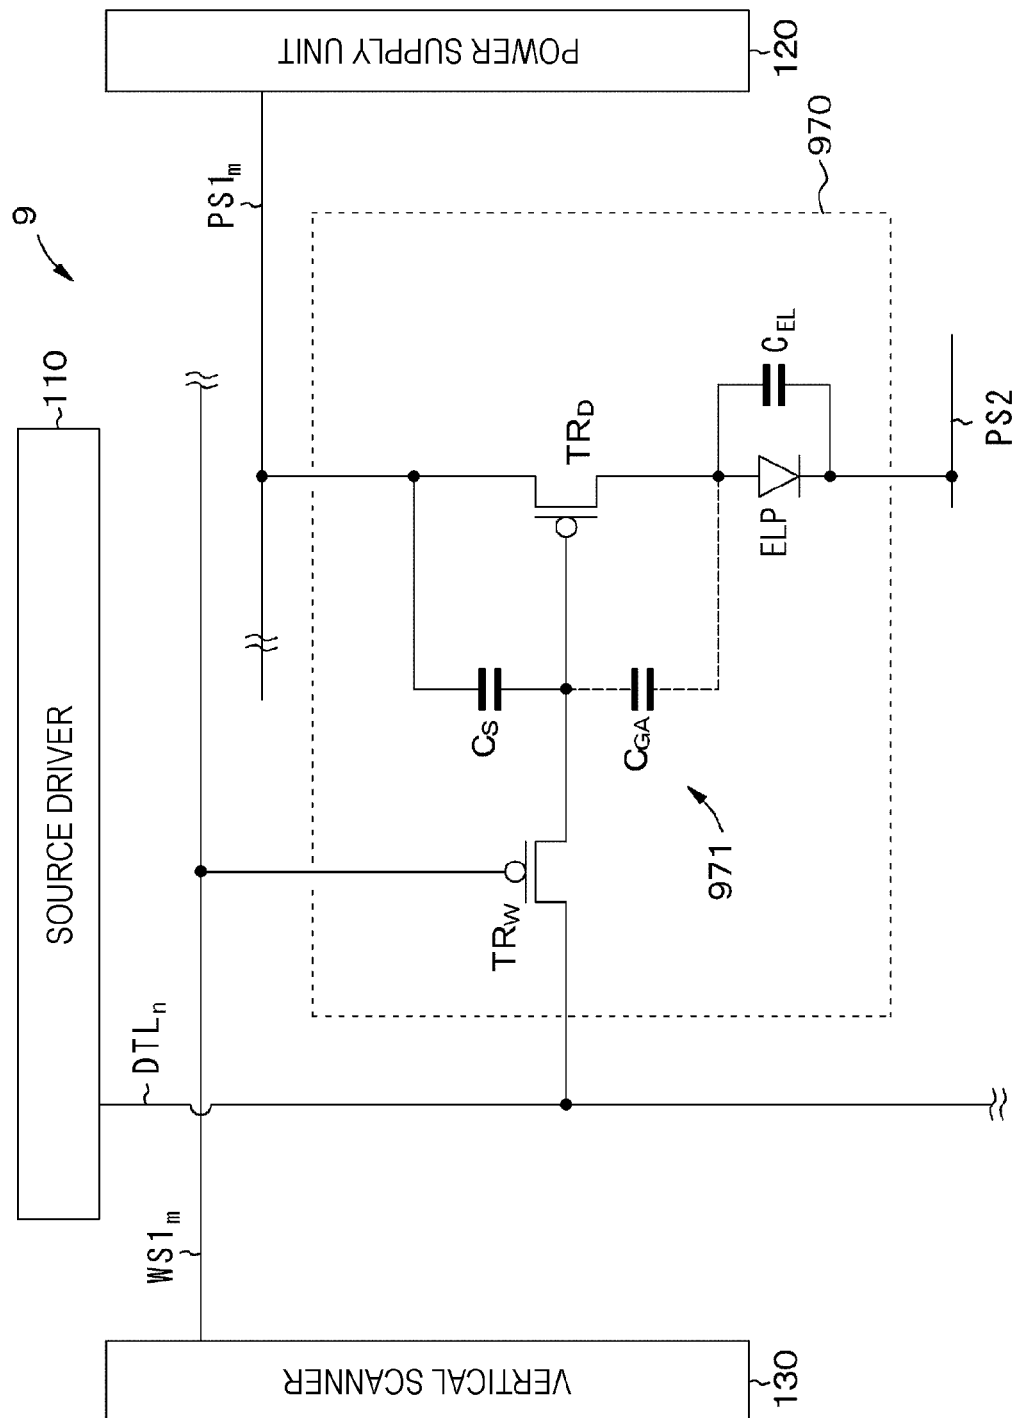 9
SOURCE DRIVER
110
DTLn
WS1m
PS1m
VERTICAL SCANNER
130
POWER SUPPLY UNIT
120
970
TRW
CS
TRD
CGA
971
CEL
ELP
PS2